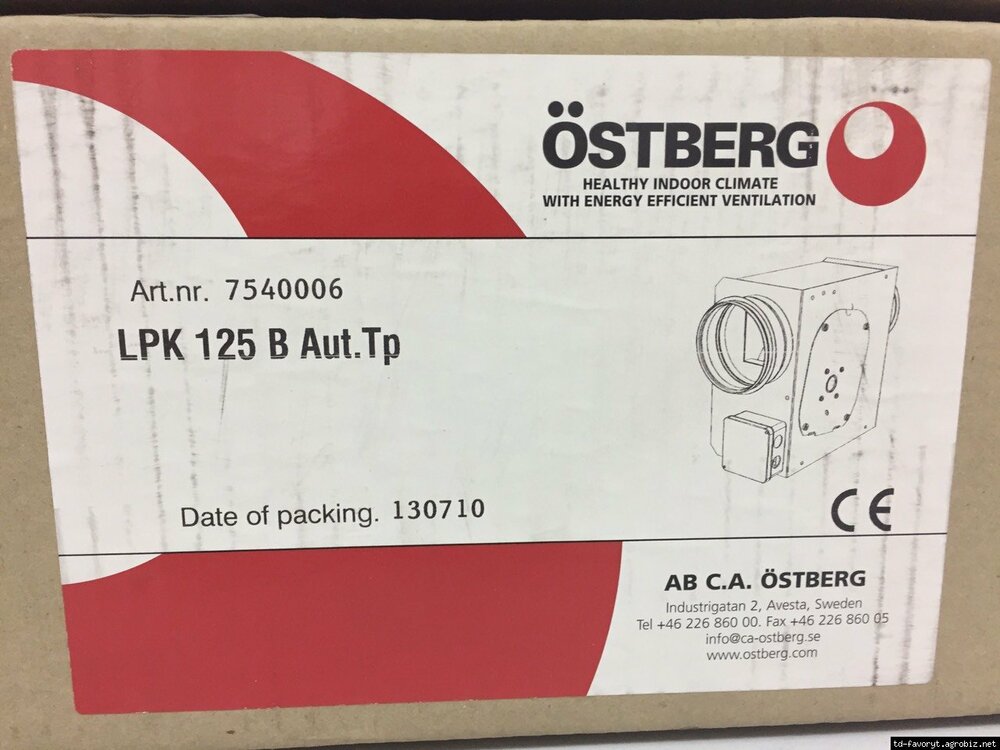 ÖSTBERG
HEALTHY INDOOR CLIMATE
WITH ENERGY EFFICIENT VENTILATION
Art.nr. 7540006
LPK 125 B Aut.Tp
Date of packing. 130710
CE
AB C.A. ÖSTBERG
Industrigatan 2, Avesta, Sweden
Tel +46 226 860 00. Fax +46 226 860 05
info@ca-ostberg.se
www.ostberg.com
td-favoryt.agrobiz.net